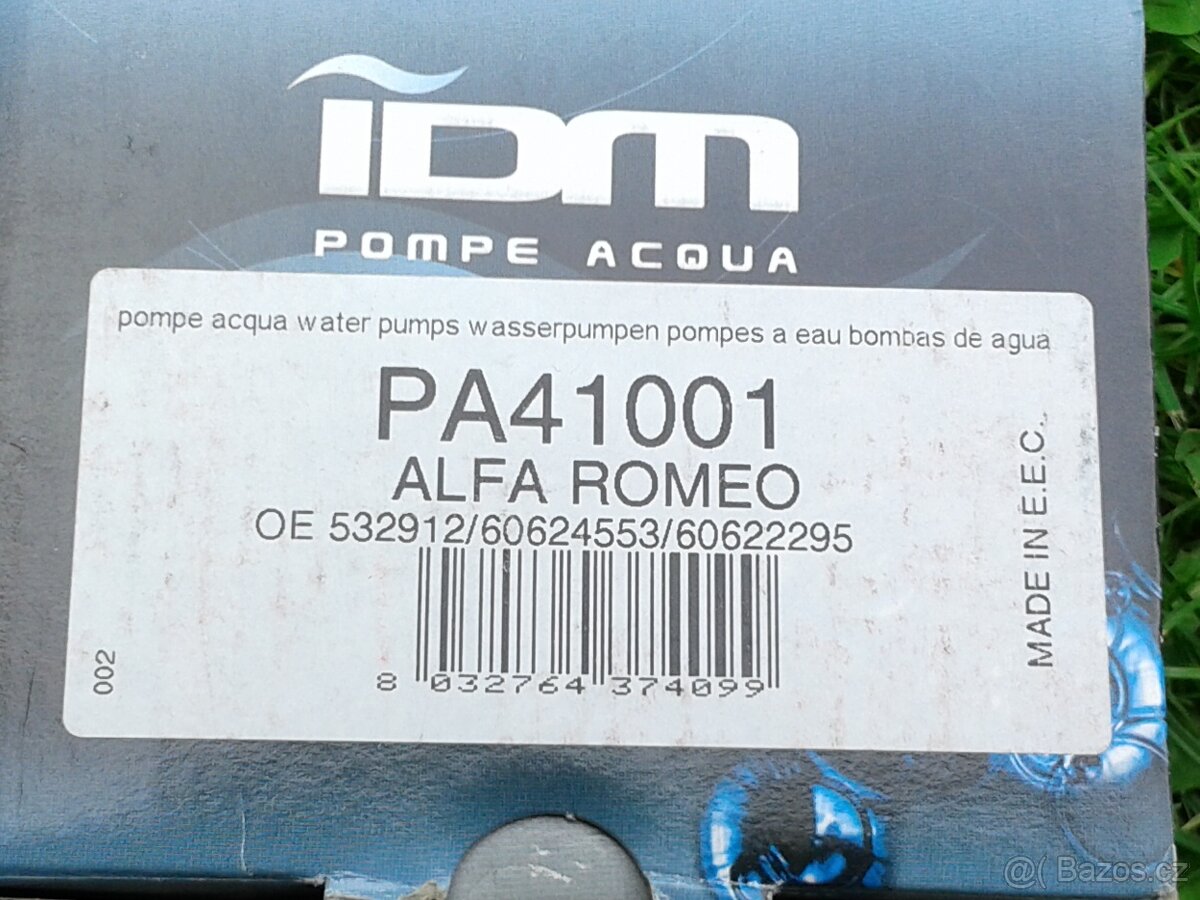 IDM
POMPE ACQUA
pompe acqua water pumps wasserpumpen pompes a eau bombas de agua
PA41001
ALFA ROMEO
OE 532912/60624553/60622295
8 032764 374099
002
MADE IN E.E.C..
@( Bazos.cz